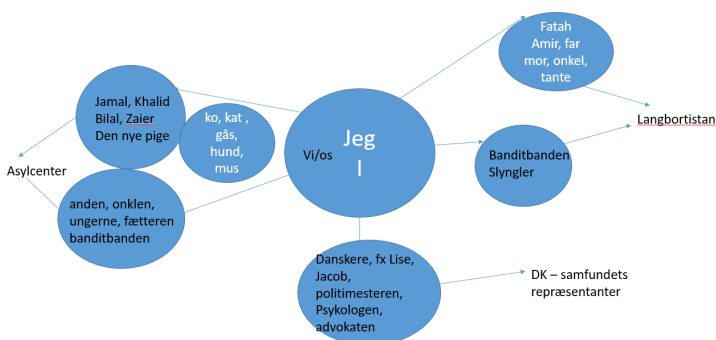 Fatah
Amir, far
mor, onkel,
tante
Langbortistan
Jamal, Khalid
Bilal, Zaier
Den nye pige
ko, kat ,
gås,
hund,
mus
Jeg
I
Vi/os
Banditbanden
Slyngler
Asylcenter
anden, onklen,
ungerne, fætteren
banditbanden
Danskere, fx Lise,
Jacob,
politimesteren,
Psykologen,
advokaten
DK – samfundets
repræsentanter